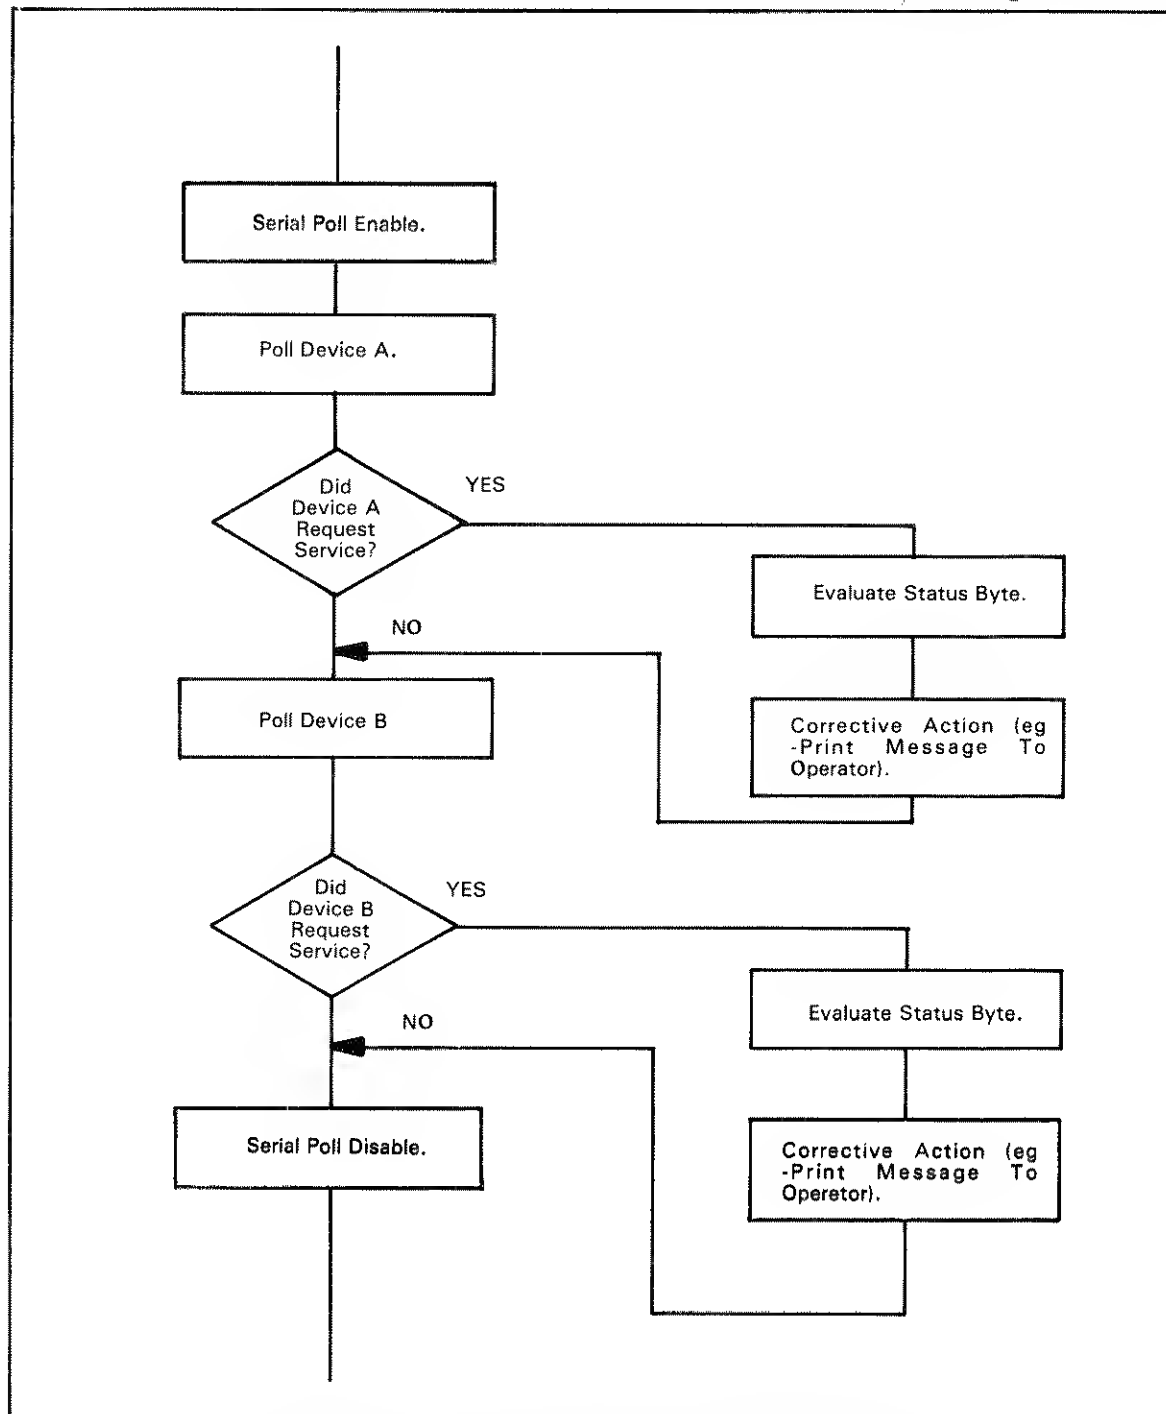 Serial Poll Enable.
Poll Device A.
Did
Device A
Request
Service?
YES
Evaluate Status Byte.
Corrective Action (eg
-Print Message To
Operator).
NO
Poll Device B
Did
Device B
Request
Service?
YES
Evaluate Status Byte.
Corrective Action (eg
-Print Message To
Operetor).
NO
Serial Poll Disable.